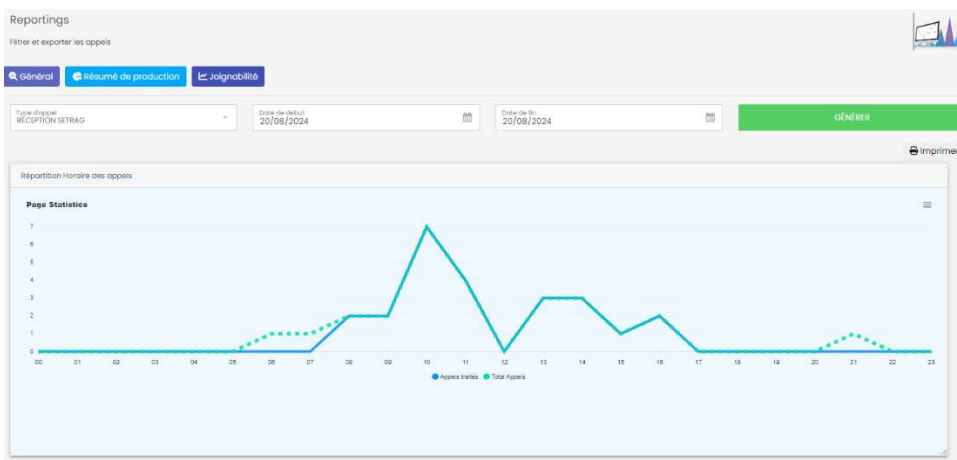 Reportings
Filtrer et exporter les appels
Général
Résumé de production
Joignabilité
Type d'appel
RÉCEPTION SETRAG
Date de debut
20/08/2024
Date de fin
20/08/2024
GÉNÉRER
Imprimer
Répartition Horaire des appels
Page Statistics
7
6
5
4
3
2
1
0
00 01 02 03 04 05 06 07 08 09 10 11 12 13 14 15 16 17 18 19 20 21 22 23
Appels traités Total Appels